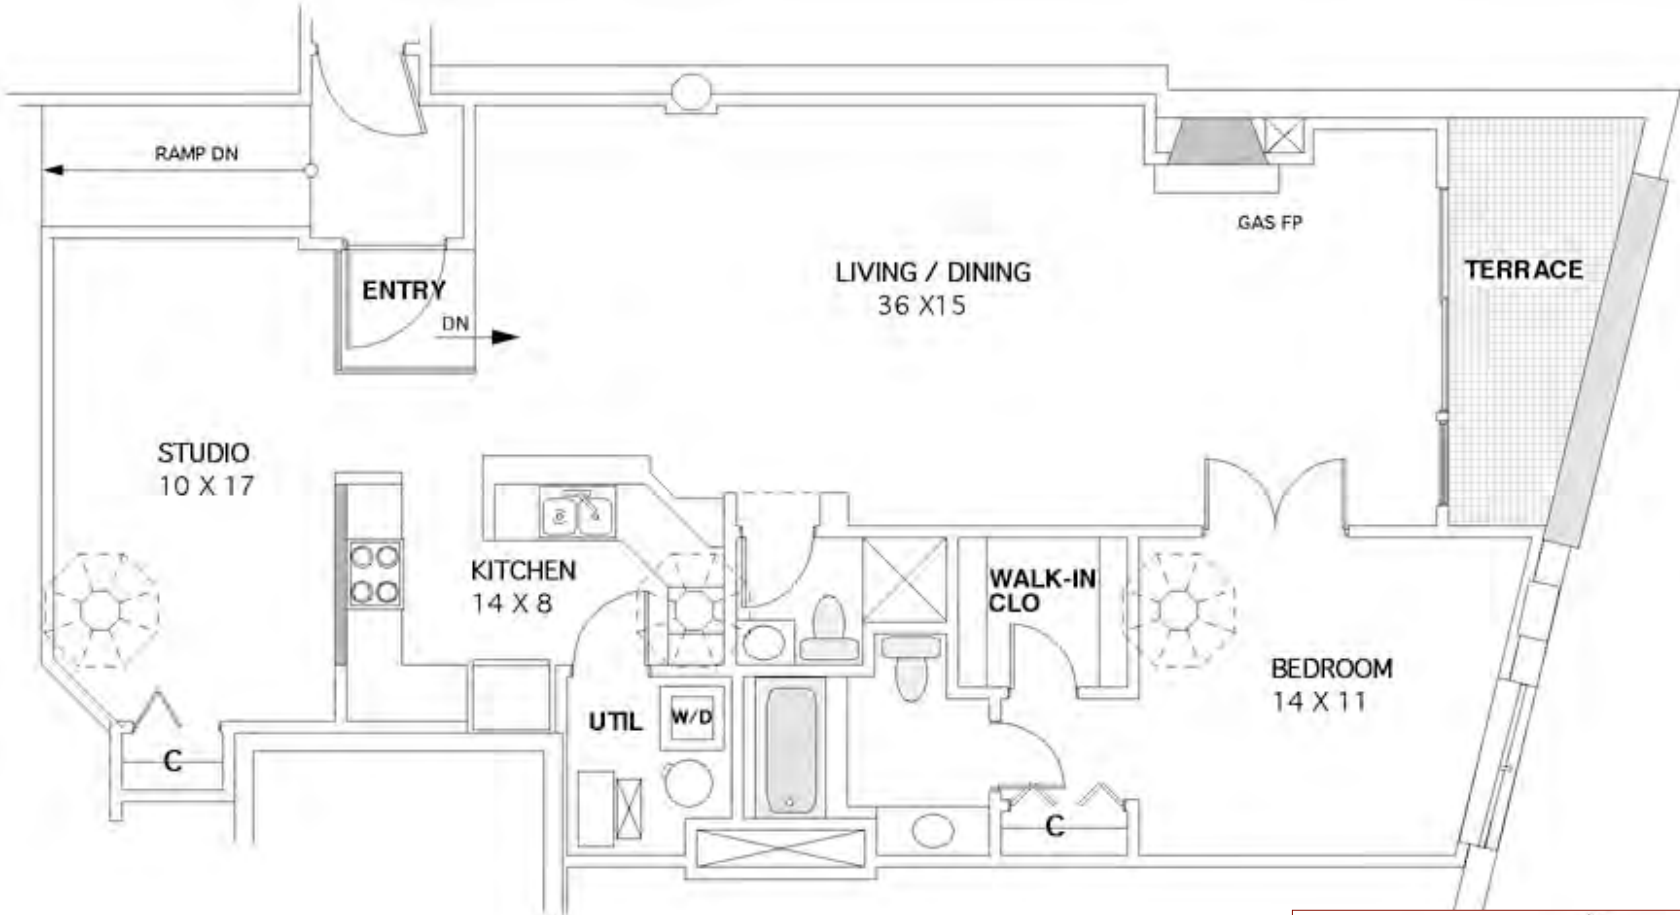 RAMP DN
GAS FP
LIVING / DINING
36 X15
TERRACE
ENTRY
DN
STUDIO
10 X 17
KITCHEN
14 X 8
WALK-IN
CLO
BEDROOM
14 X 11
UTIL
W/D
C
C